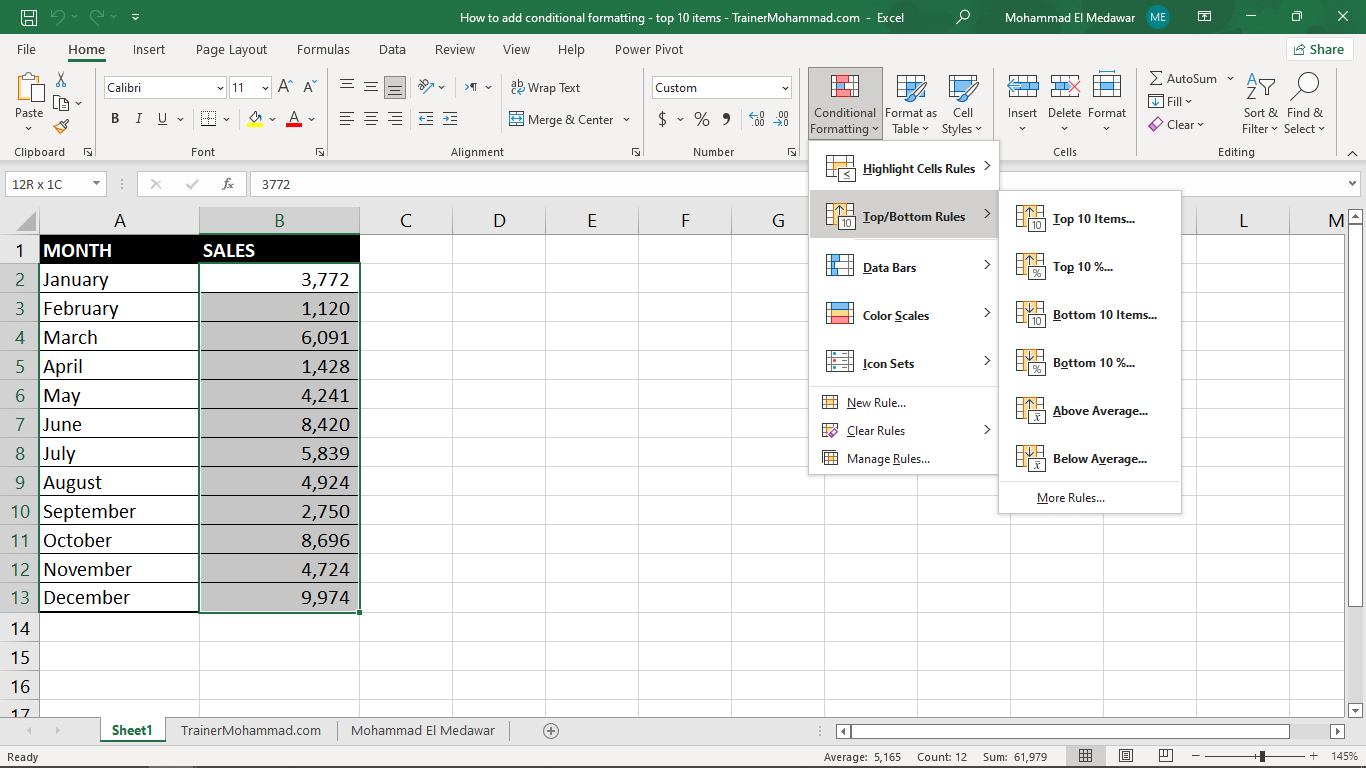 How to add conditional formatting - top 10 items - TrainerMohammad.com - Excel
Mohammad El Medawar ME
File Home Insert Page Layout Formulas Data Review View Help Power Pivot Share
Paste
Clipboard
Calibri 11
B I U A
Font
Wrap Text
Merge & Center
Alignment
Custom
$ %
Number
Conditional Formatting
Format as Table
Cell Styles
Insert
Delete
Format
Cells
AutoSum
Fill
Clear
Sort & Filter
Find & Select
Editing
12R x 1C fx 3772
Highlight Cells Rules
Top/Bottom Rules
Data Bars
Color Scales
Icon Sets
New Rule...
Clear Rules
Manage Rules...
Top 10 Items...
Top 10 %...
Bottom 10 Items...
Bottom 10 %...
Above Average...
Below Average...
More Rules...
A B C D E F G L M
1 MONTH SALES
2 January 3,772
3 February 1,120
4 March 6,091
5 April 1,428
6 May 4,241
7 June 8,420
8 July 5,839
9 August 4,924
10 September 2,750
11 October 8,696
12 November 4,724
13 December 9,974
14
15
16
17
Sheet1 TrainerMohammad.com Mohammad El Medawar
Ready Average: 5,165 Count: 12 Sum: 61,979 145%